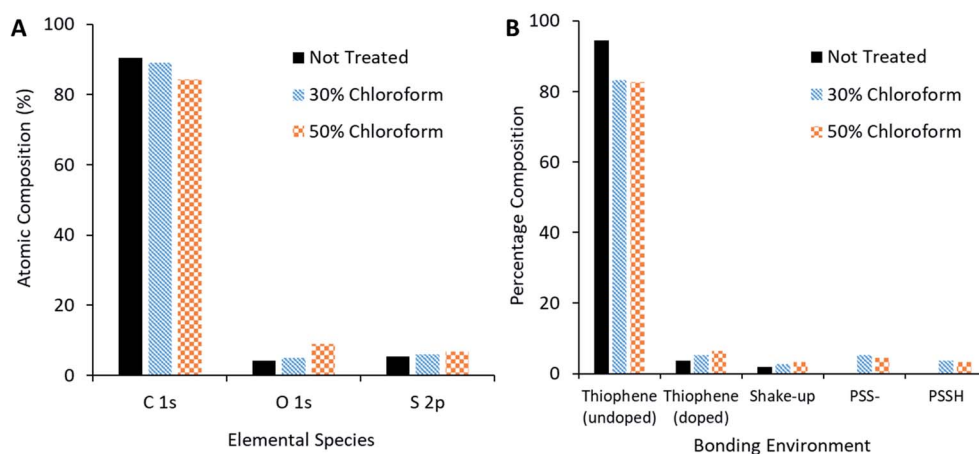 A
Atomic Composition (%)
100
80
60
40
20
0
Not Treated
30% Chloroform
50% Chloroform
C 1s
O 1s
S 2p
Elemental Species
B
Percentage Composition
100
80
60
40
20
0
Not Treated
30% Chloroform
50% Chloroform
Thiophene
(undoped)
Thiophene
(doped)
Shake-up
PSS-
PSSH
Bonding Environment